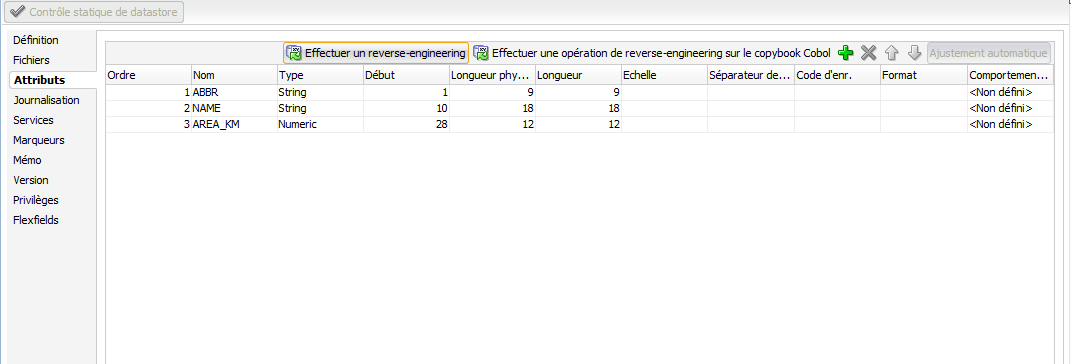 Contrôle statique de datastore
Définition
Fichiers
Attributs
Journalisation
Services
Marqueurs
Mémo
Version
Privilèges
Flexfields
Effectuer un reverse-engineering Effectuer une opération de reverse-engineering sur le copybook Cobol Ajustement automatique
Ordre Nom Type Début Longueur phy... Longueur Echelle Séparateur de... Code d'enr. Format Comportemen...
1 ABBR String 1 9 9 <Non défini>
2 NAME String 10 18 18 <Non défini>
3 AREA_KM Numeric 28 12 12 <Non défini>